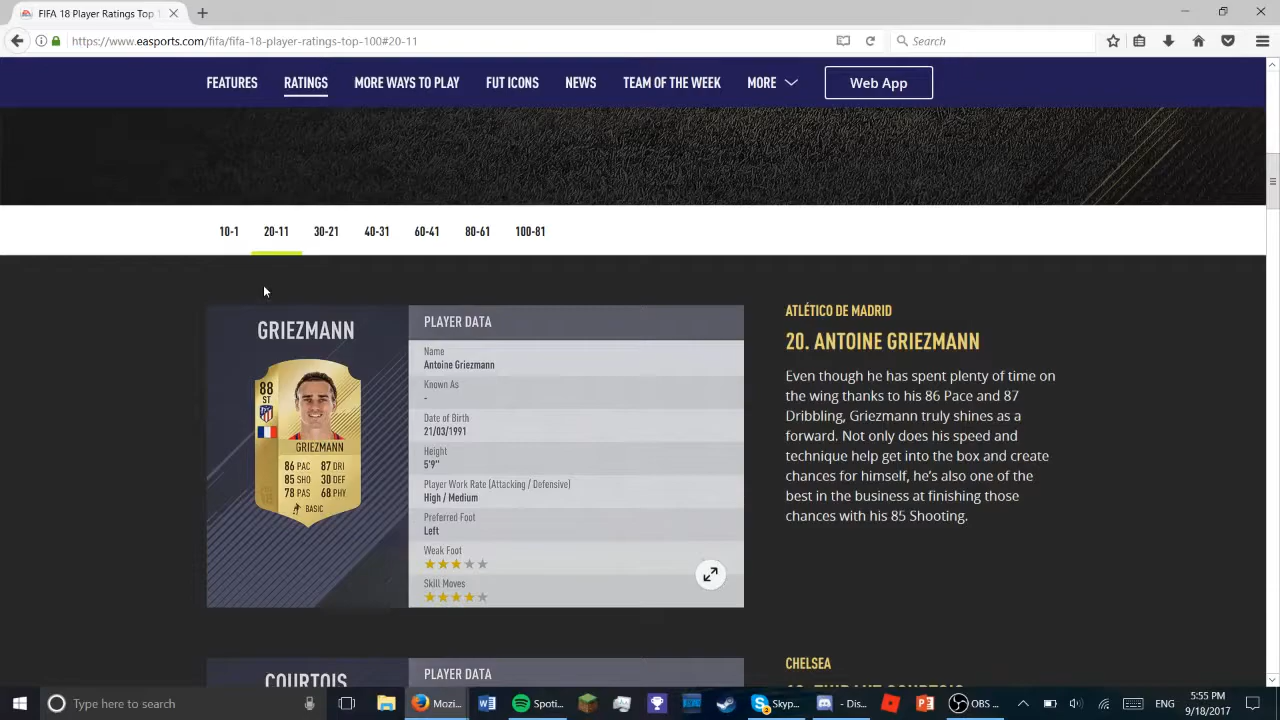 FIFA 18 Player Ratings Top 1
https://www.easports.com/fifa/fifa-18-player-ratings-top-100#20-11
Search
FEATURES RATINGS MORE WAYS TO PLAY FUT ICONS NEWS TEAM OF THE WEEK MORE Web App
10-1 20-11 30-21 40-31 60-41 80-61 100-81
GRIEZMANN
88
ST
GRIEZMANN
86 PAC 87 DRI
85 SHO 30 DEF
78 PAS 68 PHY
BASIC
PLAYER DATA
Name
Antoine Griezmann
Known As
-
Date of Birth
21/03/1991
Height
5'9"
Player Work Rate (Attacking / Defensive)
High / Medium
Preferred Foot
Left
Weak Foot
Skill Moves
ATLÉTICO DE MADRID
20. ANTOINE GRIEZMANN
Even though he has spent plenty of time on
the wing thanks to his 86 Pace and 87
Dribbling, Griezmann truly shines as a
forward. Not only does his speed and
technique help get into the box and create
chances for himself, he's also one of the
best in the business at finishing those
chances with his 85 Shooting.
COURTOIS
PLAYER DATA
CHELSEA
Type here to search
Mozi...
Spoti...
Skyp...
- Dis...
OBS ...
ENG
5:55 PM
9/18/2017